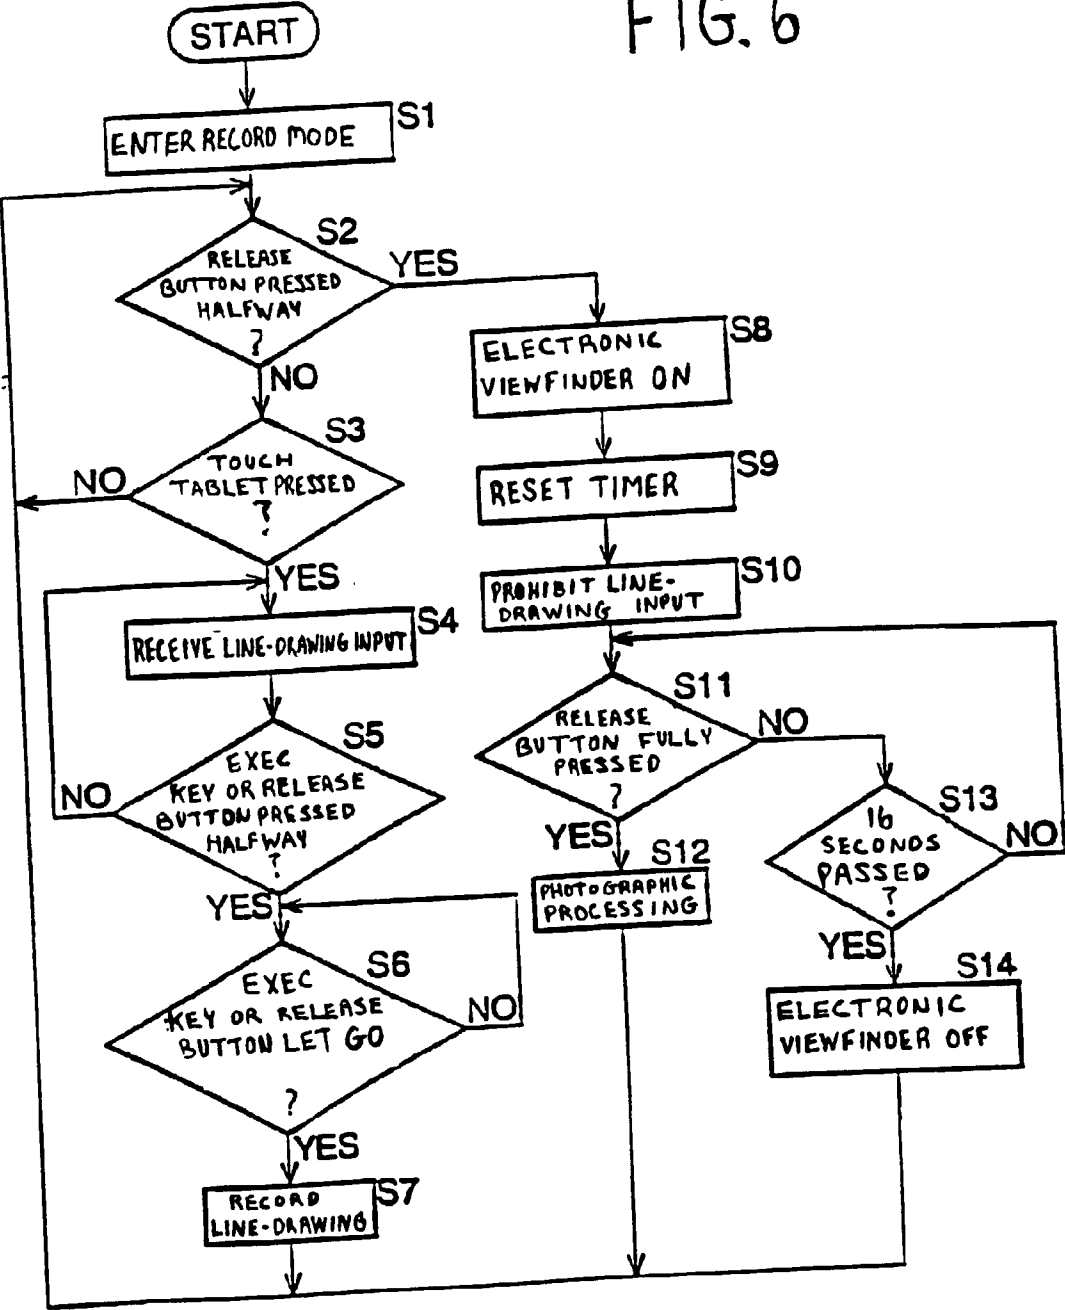 FIG. 6
START
S1
ENTER RECORD MODE
S2
RELEASE
BUTTON PRESSED
HALFWAY
?
YES
NO
S3
TOUCH
TABLET PRESSED
?
NO
YES
S4
RECEIVE LINE-DRAWING INPUT
S5
EXEC
KEY OR RELEASE
BUTTON PRESSED
HALFWAY
?
NO
YES
S6
EXEC
KEY OR RELEASE
BUTTON LET GO
?
NO
YES
S7
RECORD
LINE-DRAWING
S8
ELECTRONIC
VIEWFINDER ON
S9
RESET TIMER
S10
PROHIBIT LINE-
DRAWING INPUT
S11
RELEASE
BUTTON FULLY
PRESSED
?
NO
YES
S12
PHOTOGRAPHIC
PROCESSING
S13
16
SECONDS
PASSED
?
NO
YES
S14
ELECTRONIC
VIEWFINDER OFF